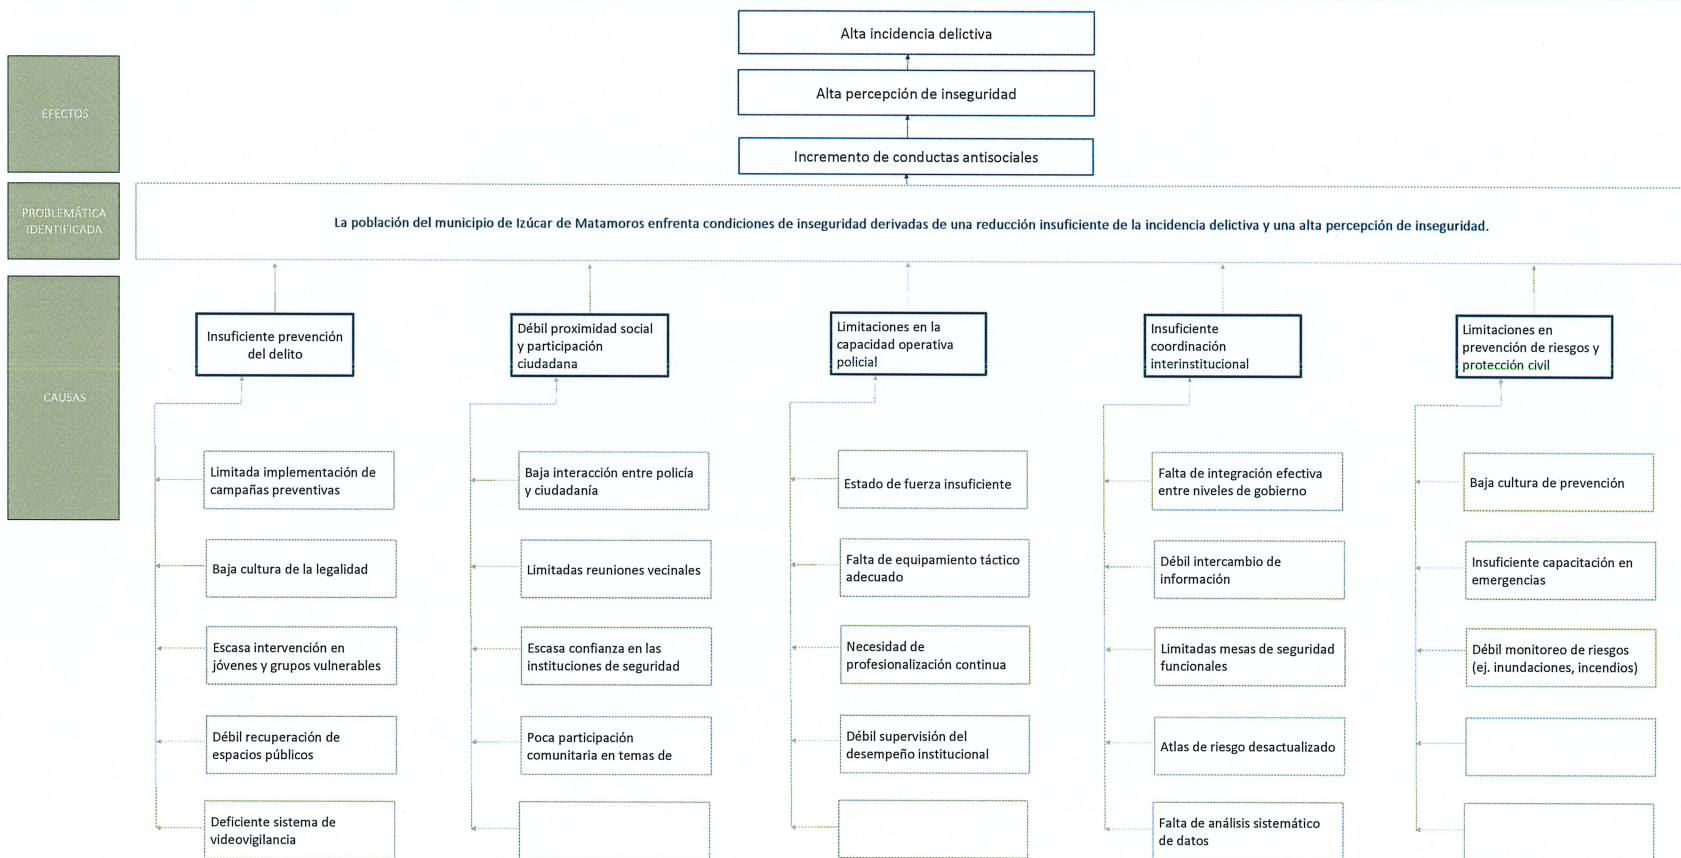 Alta incidencia delictiva
Alta percepción de inseguridad
EFECTOS
Incremento de conductas antisociales
PROBLEMÁTICA
IDENTIFICADA
La población del municipio de Izúcar de Matamoros enfrenta condiciones de inseguridad derivadas de una reducción insuficiente de la incidencia delictiva y una alta percepción de inseguridad.
CAUSAS
Insuficiente prevención
del delito
Limitada implementación de
campañas preventivas
Baja cultura de la legalidad
Escasa intervención en
jóvenes y grupos vulnerables
Débil recuperación de
espacios públicos
Deficiente sistema de
videovigilancia
Débil proximidad social
y participación
ciudadana
Baja interacción entre policía
y ciudadanía
Limitadas reuniones vecinales
Escasa confianza en las
instituciones de seguridad
Poca participación
comunitaria en temas de
Limitaciones en la
capacidad operativa
policial
Estado de fuerza insuficiente
Falta de equipamiento táctico
adecuado
Necesidad de
profesionalización continua
Débil supervisión del
desempeño institucional
Insuficiente
coordinación
interinstitucional
Falta de integración efectiva
entre niveles de gobierno
Débil intercambio de
información
Limitadas mesas de seguridad
funcionales
Atlas de riesgo desactualizado
Falta de análisis sistemático
de datos
Limitaciones en
prevención de riesgos y
protección civil
Baja cultura de prevención
Insuficiente capacitación en
emergencias
Débil monitoreo de riesgos
(ej. inundaciones, incendios)